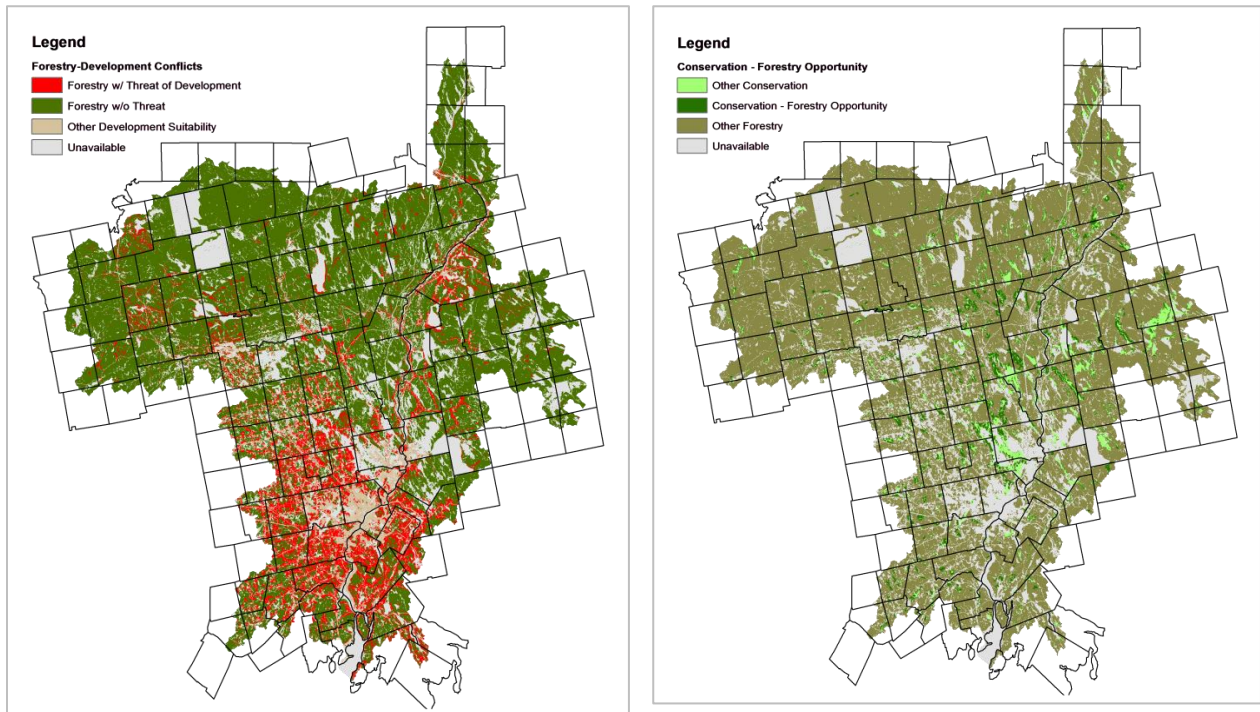 Legend
Forestry-Development Conflicts
Forestry w/ Threat of Development
Forestry w/o Threat
Other Development Suitability
Unavailable
Legend
Conservation - Forestry Opportunity
Other Conservation
Conservation - Forestry Opportunity
Other Forestry
Unavailable